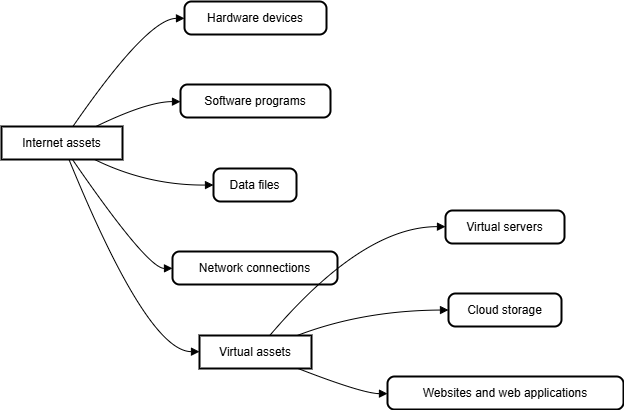 Hardware devices
Software programs
Internet assets
Data files
Virtual servers
Network connections
Cloud storage
Virtual assets
Websites and web applications